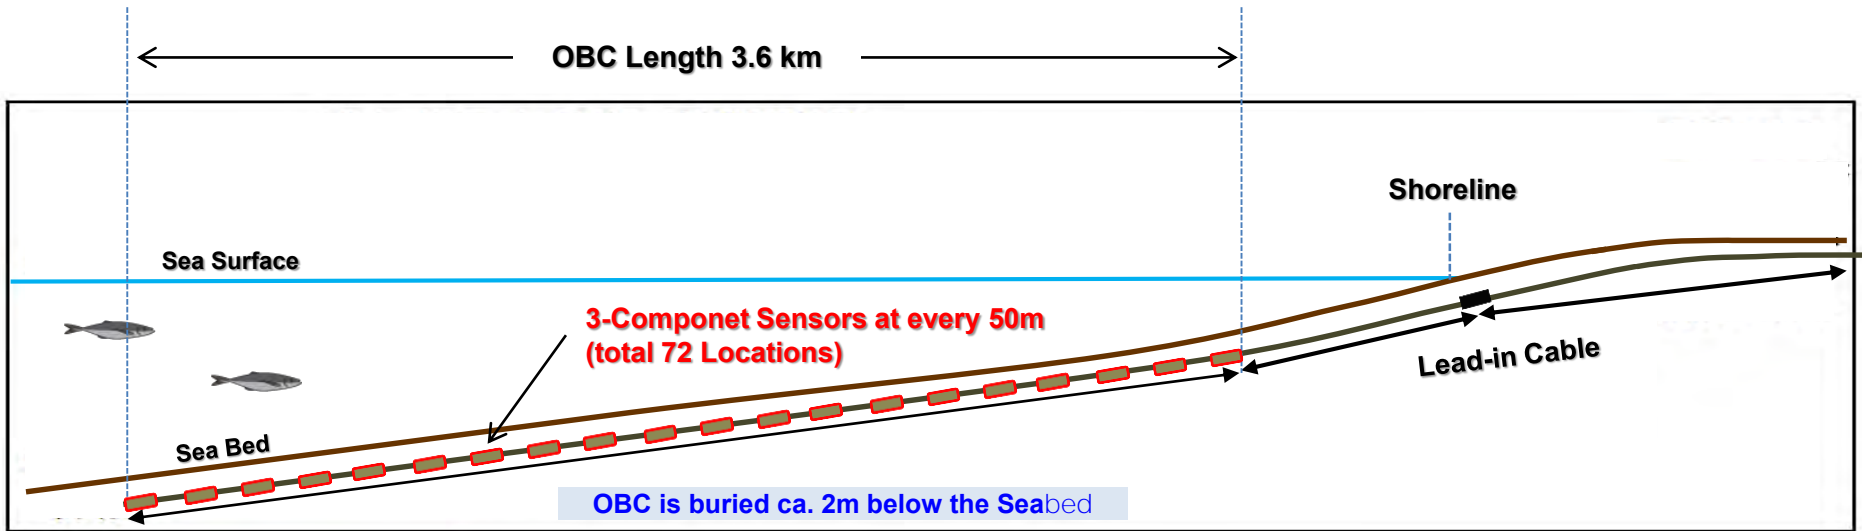 OBC Length 3.6 km
Shoreline
Sea Surface
3-Componet Sensors at every 50m
(total 72 Locations)
Lead-in Cable
Sea Bed
OBC is buried ca. 2m below the Seabed